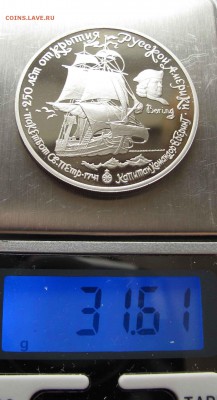 COINS.LAVE.RU
250 лет открытия Русской Америки
Bering
пакетбот Св. Петр • 1741
Капитан Командор В. Беринг
31.61
g